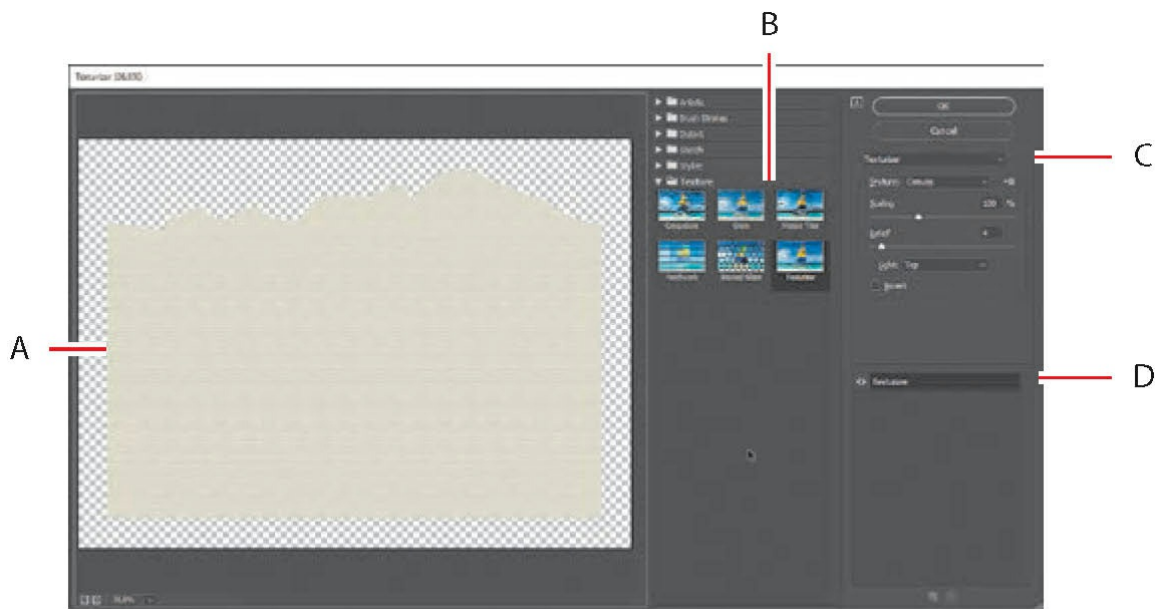 B
Texturizer
Artistic
Brush Strokes
Distort
Sketch
Stylize
Texture
Craquelure
Grain
Mosaic Tiles
Patchwork
Stained Glass
Texturizer
OK
Cancel
Texturizer
Texture: Canvas
Scaling 100 %
Relief 4
Light: Top
Invert
Texturizer
A
C
D